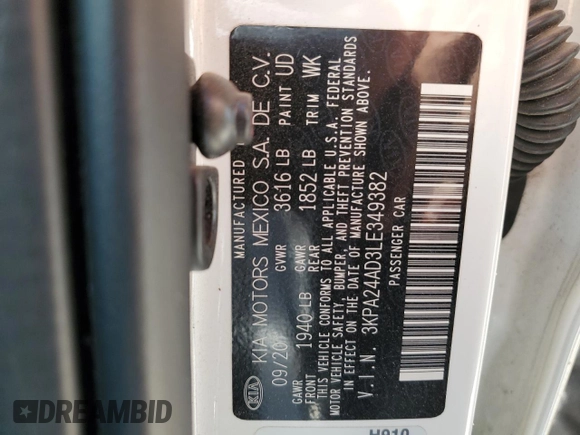 MANUFACTURED
KIA KIA MOTORS MEXICO S.A. DE C.V.
09/20 GVWR 3616 LB PAINT UD
GAWR FRONT 1940 LB GAWR REAR 1852 LB TRIM WK
THIS VEHICLE CONFORMS TO ALL APPLICABLE U.S.A. FEDERAL
MOTOR VEHICLE SAFETY, BUMPER, AND THEFT PREVENTION STANDARDS
IN EFFECT ON THE DATE OF MANUFACTURE SHOWN ABOVE.
V.I.N. 3KPA24AD3LE349382
PASSENGER CAR
H910
DREAMBID